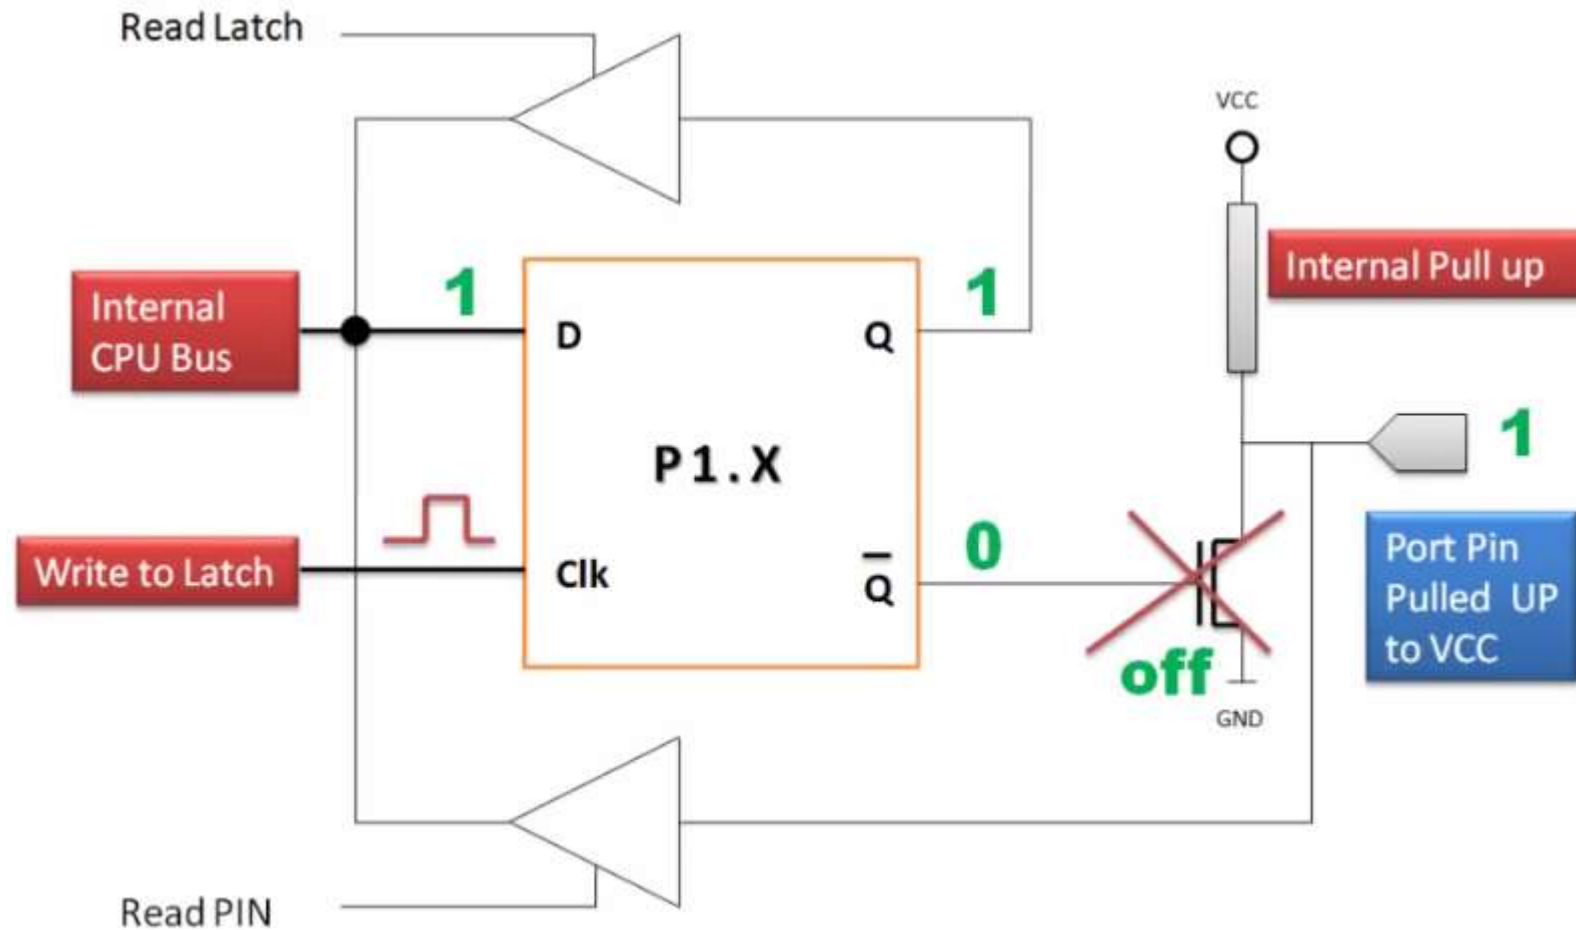 Read Latch
VCC
Internal Pull up
Internal
CPU Bus
1
D
1
Q
1
P1.X
Write to Latch
Clk
0
Q
off
GND
Port Pin
Pulled UP
to VCC
Read PIN